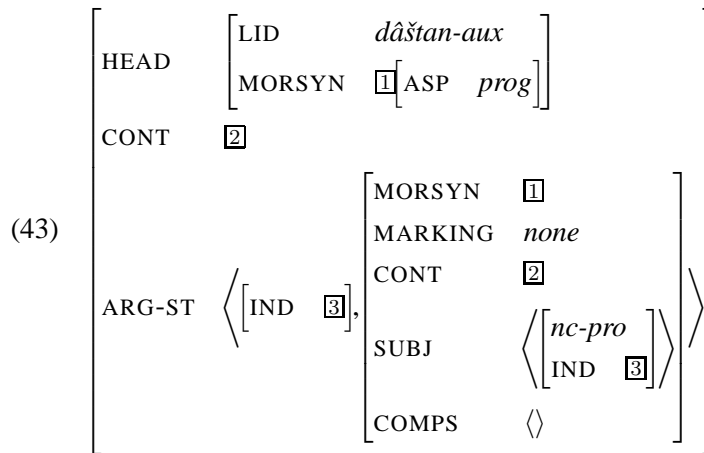 HEAD [LID dâštan-aux
MORSYN 1[ASP prog]]
CONT 2
(43)
ARG-ST ⟨[IND 3], [MORSYN 1
MARKING none
CONT 2
SUBJ ⟨[nc-pro
IND 3]⟩
COMPS ⟨⟩]⟩